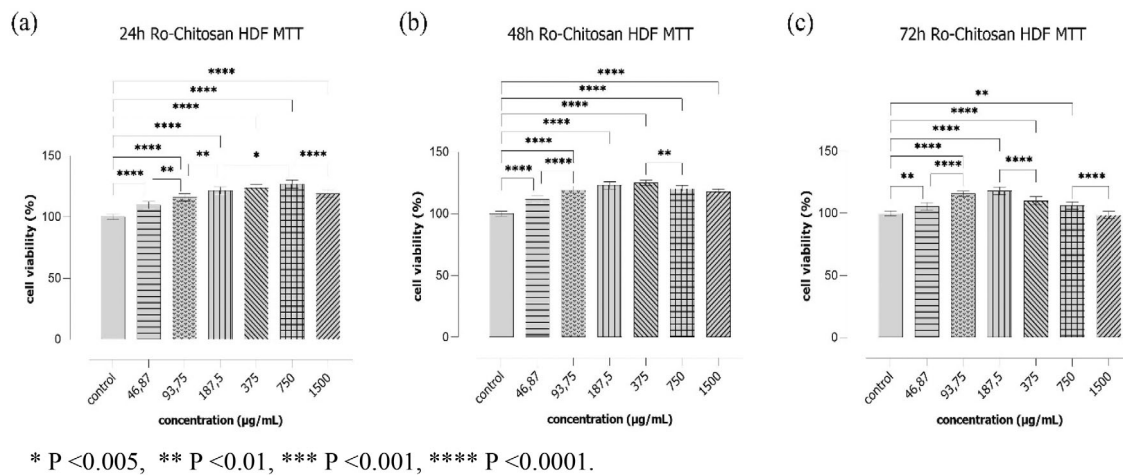 (a)
24h Ro-Chitosan HDF MTT
****
****
****
**** ** * ****
**** **
150
100
50
0
cell viability (%)
control 46,87 93,75 187,5 375 750 1500
concentration (µg/mL)
(b)
48h Ro-Chitosan HDF MTT
****
****
****
****
**** **
**** ****
150
100
50
0
cell viability (%)
control 46,87 93,75 187,5 375 750 1500
concentration (µg/mL)
(c)
72h Ro-Chitosan HDF MTT
**
****
****
**** ****
** **** ****
150
100
50
0
cell viability (%)
control 46,87 93,75 187,5 375 750 1500
concentration (µg/mL)
* P <0.005, ** P <0.01, *** P <0.001, **** P <0.0001.